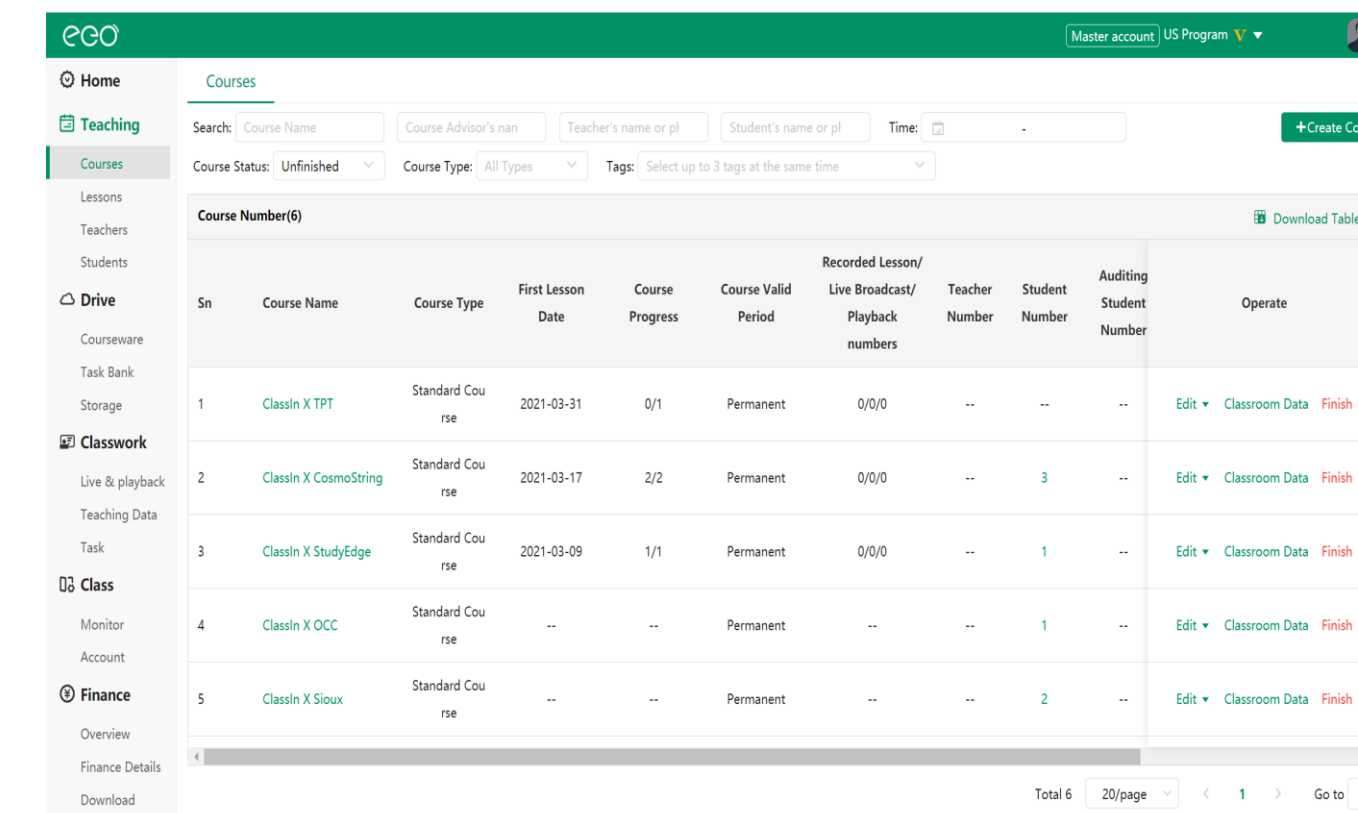 eeo
Master account US Program V
Home
Courses
Teaching
Search: Course Name Course Advisor's nan Teacher's name or pl Student's name or pl Time: -
+Create Co
Courses
Course Status: Unfinished Course Type: All Types Tags: Select up to 3 tags at the same time
Lessons
Course Number(6)
Download Table
Teachers
Students
Drive
Courseware
Task Bank
Storage
Classwork
Live & playback
Teaching Data
Task
Class
Monitor
Account
Finance
Overview
Finance Details
Download
Sn Course Name Course Type First Lesson Date Course Progress Course Valid Period Recorded Lesson/ Live Broadcast/ Playback numbers Teacher Number Student Number Auditing Student Number Operate
1 ClassIn X TPT Standard Cou rse 2021-03-31 0/1 Permanent 0/0/0 -- -- -- Edit Classroom Data Finish
2 ClassIn X CosmoString Standard Cou rse 2021-03-17 2/2 Permanent 0/0/0 -- 3 -- Edit Classroom Data Finish
3 ClassIn X StudyEdge Standard Cou rse 2021-03-09 1/1 Permanent 0/0/0 -- 1 -- Edit Classroom Data Finish
4 ClassIn X OCC Standard Cou rse -- -- Permanent -- -- 1 -- Edit Classroom Data Finish
5 ClassIn X Sioux Standard Cou rse -- -- Permanent -- -- 2 -- Edit Classroom Data Finish
Total 6 20/page < 1 > Go to